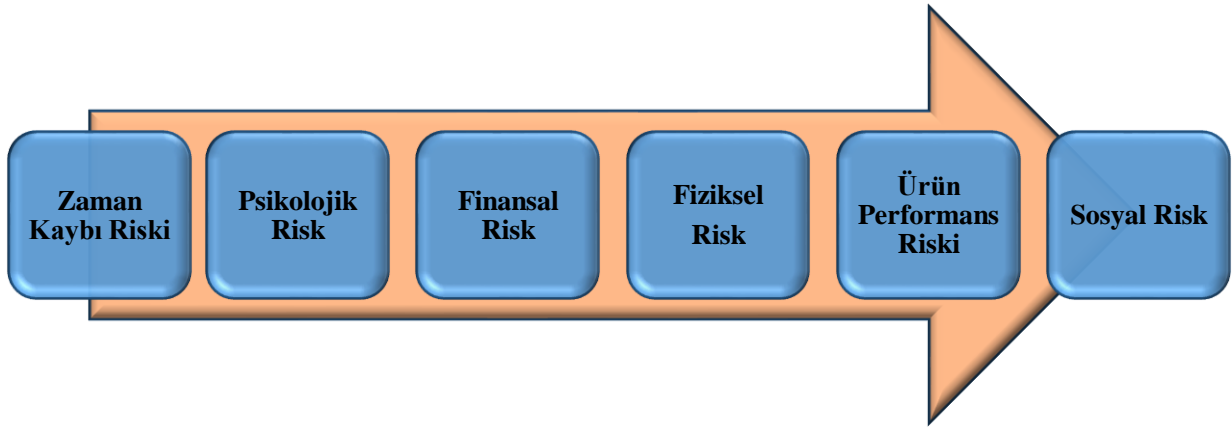 Zaman
Kaybı Riski
Psikolojik
Risk
Finansal
Risk
Fiziksel
Risk
Ürün
Performans
Riski
Sosyal Risk